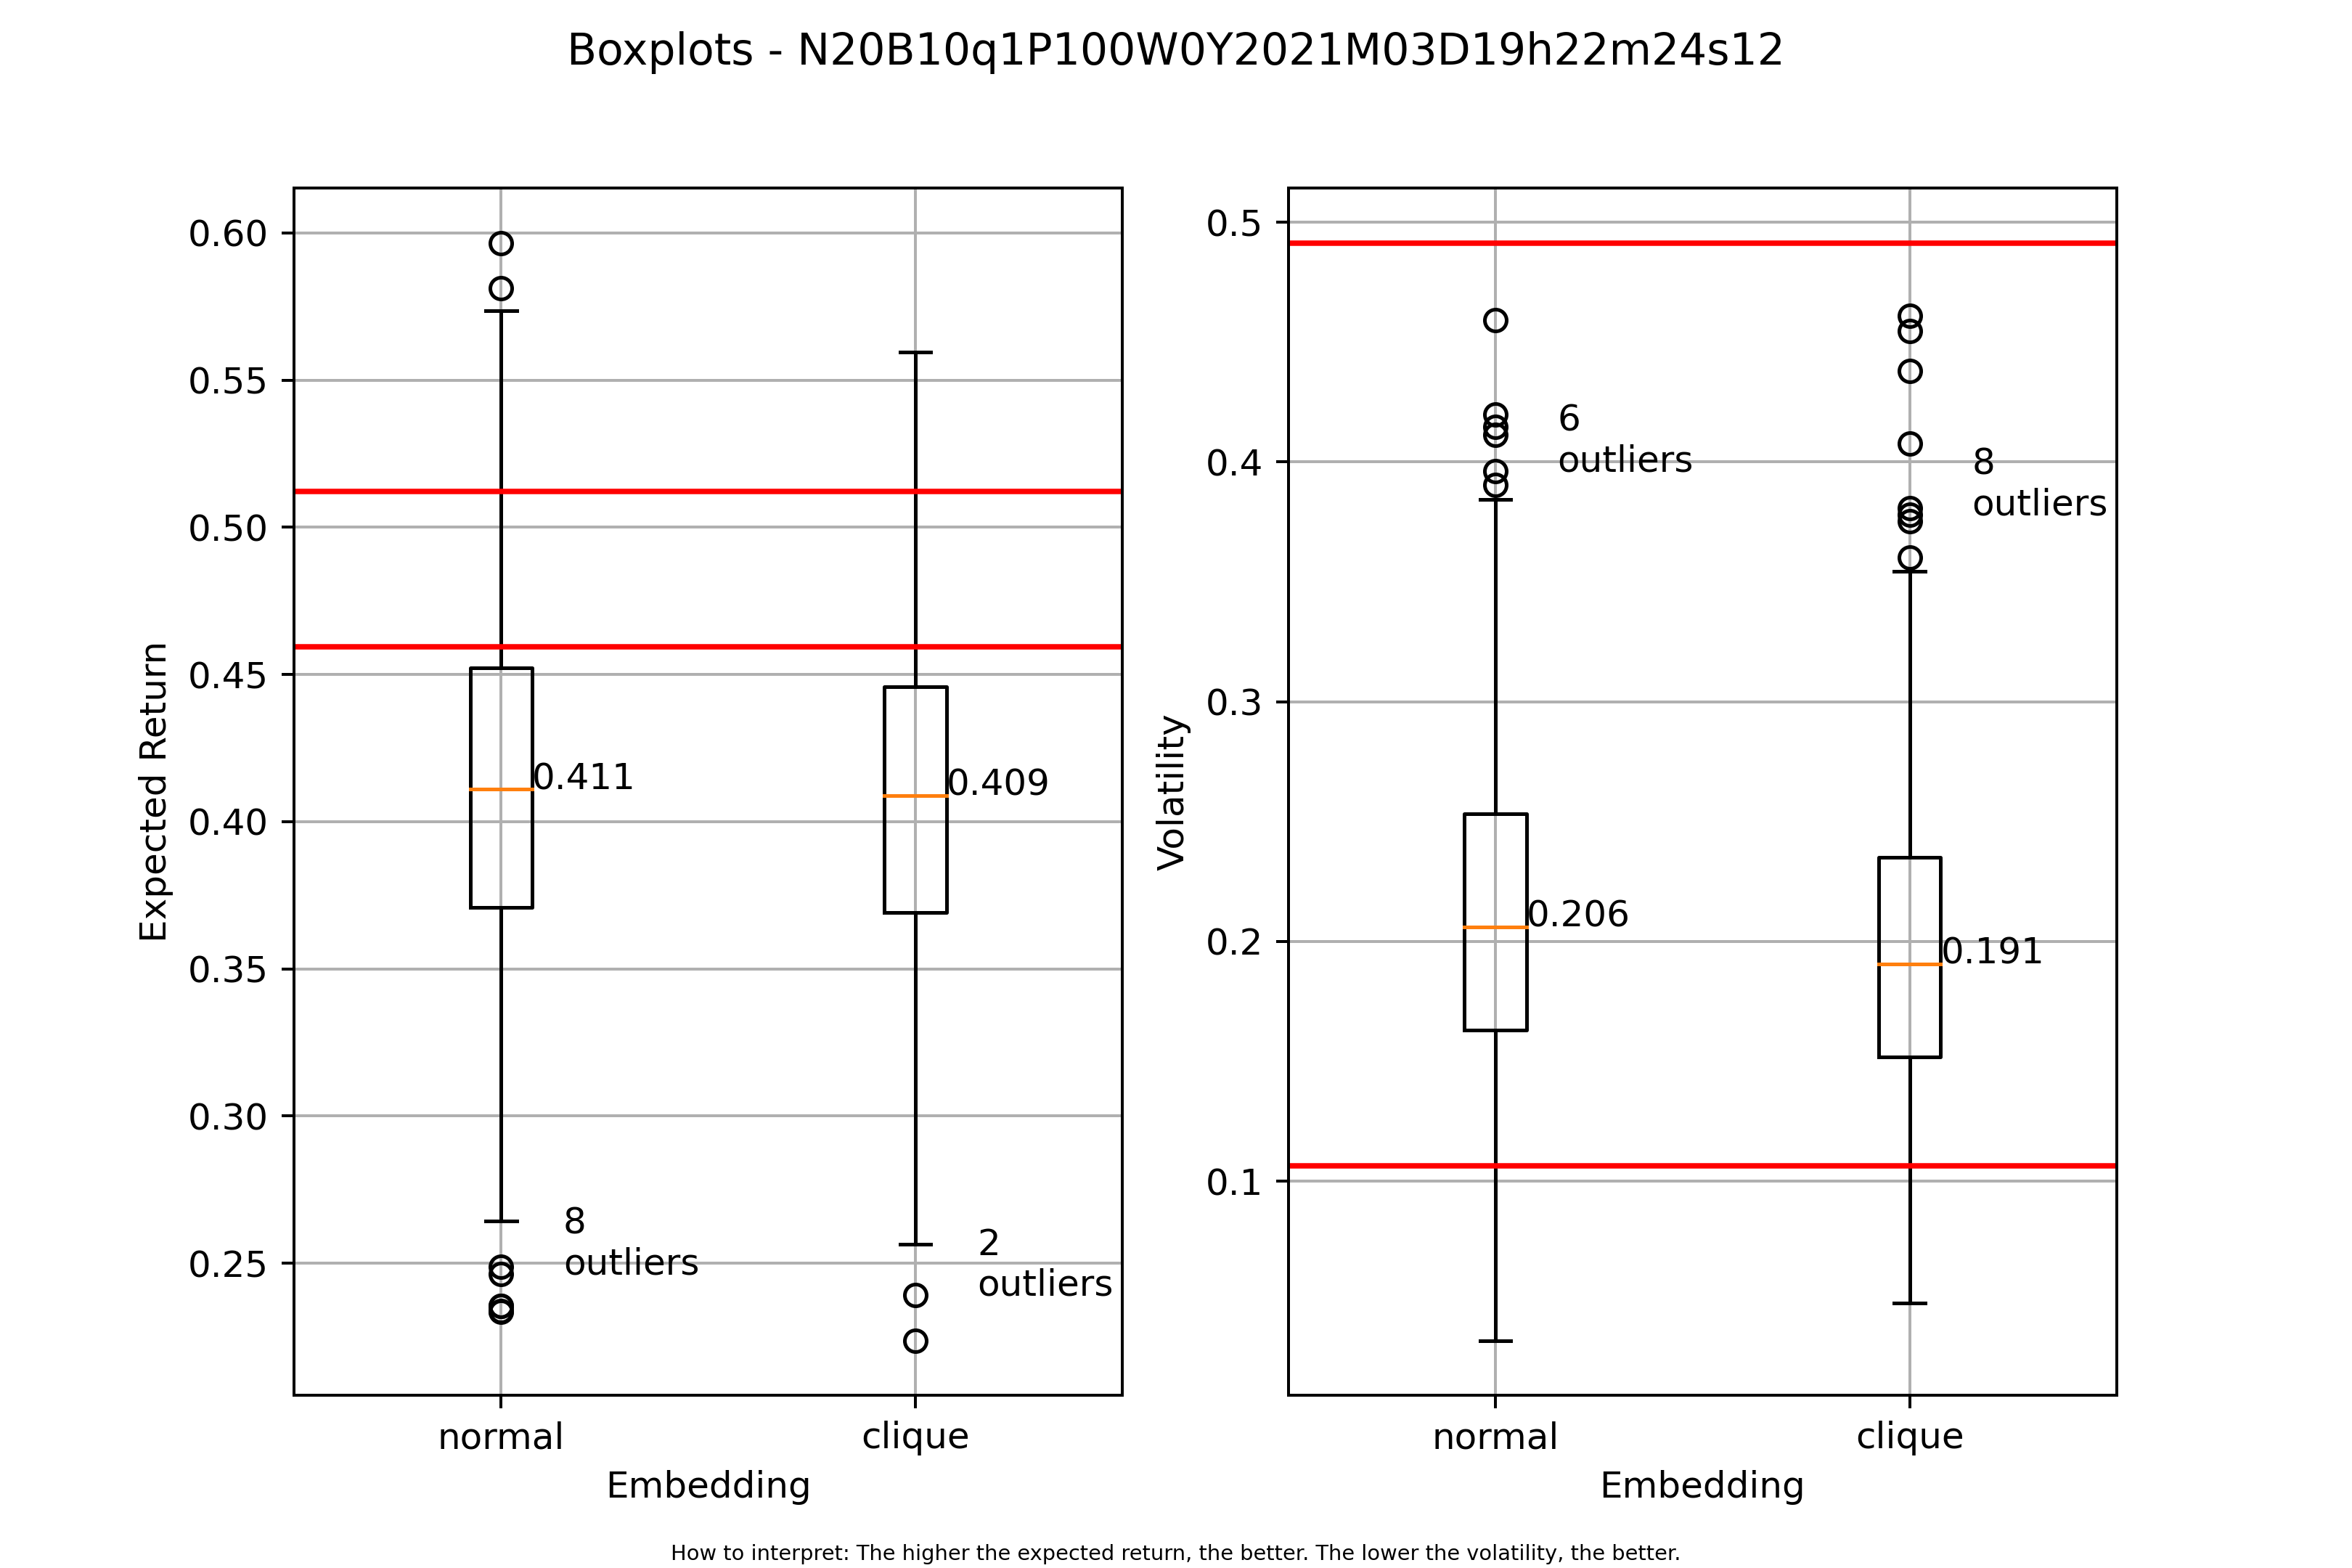 Boxplots - N20B10q1P100W0Y2021M03D19h22m24s12
0.60
0.55
0.50
0.45
0.40
0.35
0.30
0.25
Expected Return
0.411
0.409
8
outliers
2
outliers
normal
clique
Embedding
0.5
0.4
0.3
0.2
0.1
Volatility
6
outliers
8
outliers
0.206
0.191
normal
clique
Embedding
How to interpret: The higher the expected return, the better. The lower the volatility, the better.